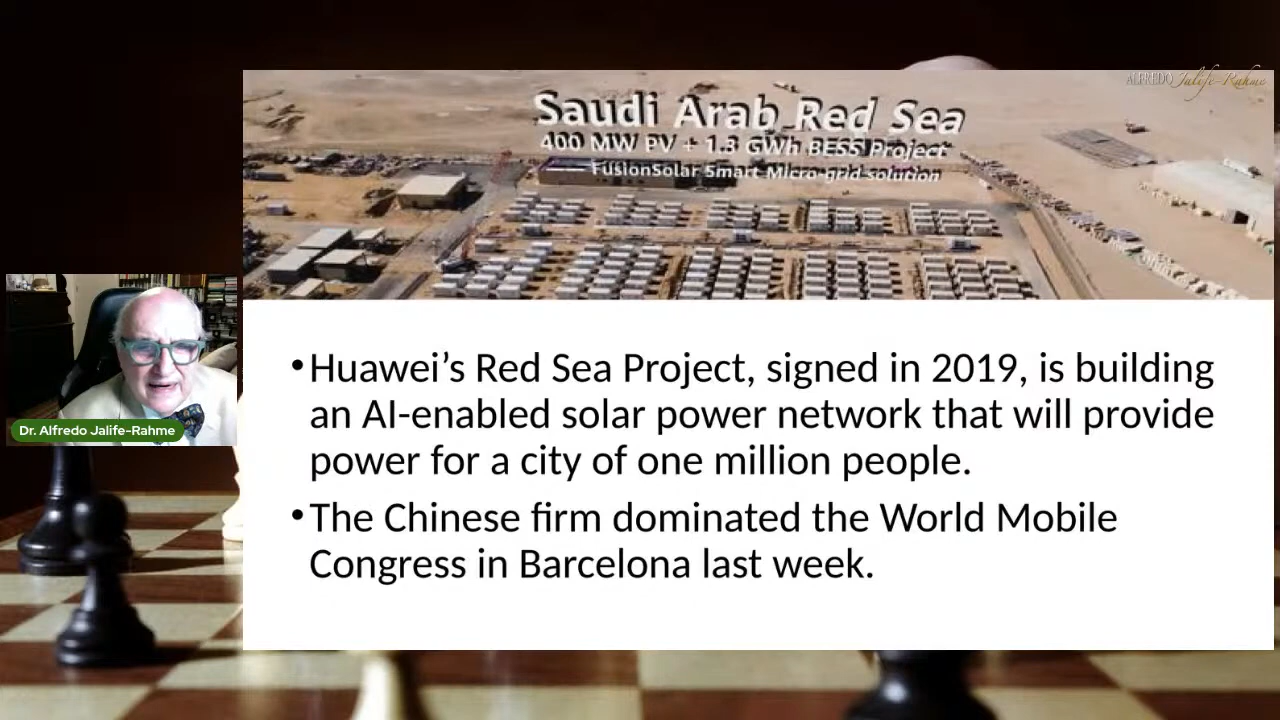 ALFREDO Jalife-Rahme
Saudi Arab Red Sea
400 MW PV + 1.3 GWh BESS Project
FusionSolar Smart Micro-grid solution
•Huawei’s Red Sea Project, signed in 2019, is building
an AI-enabled solar power network that will provide
power for a city of one million people.
•The Chinese firm dominated the World Mobile
Congress in Barcelona last week.
Dr. Alfredo Jalife-Rahme